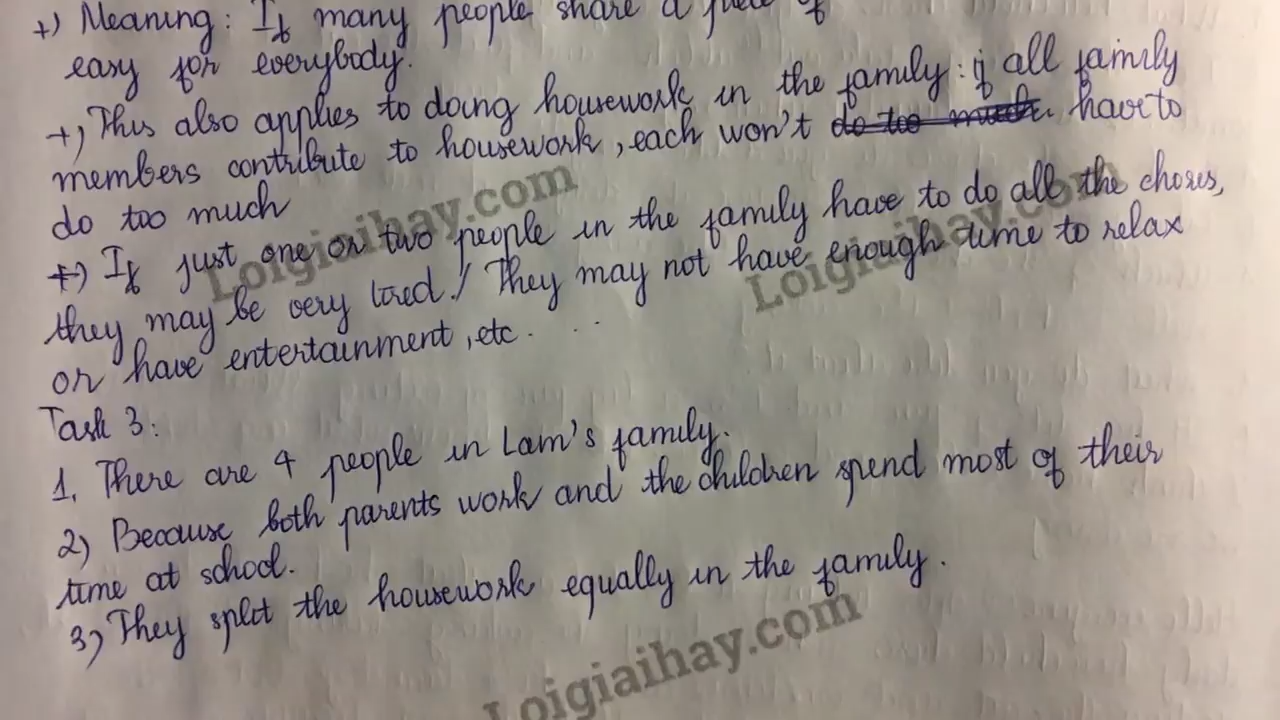 +) Meaning: If many people share a piece of
easy for everybody.
+) This also applies to doing housework in the family: if all family
members contribute to housework, each won't do too much have to
do too much
+) If just one or two people in the family have to do all the chores,
they may be very tired./ They may not have enough time to relax
or have entertainment, etc. ...
Task 3:
1. There are 4 people in Lam's family.
2) Because both parents work and the children spend most of their
time at school.
3) They split the housework equally in the family.
Loigiaihay.com
Loigiaihay.com
Loigiaihay.com